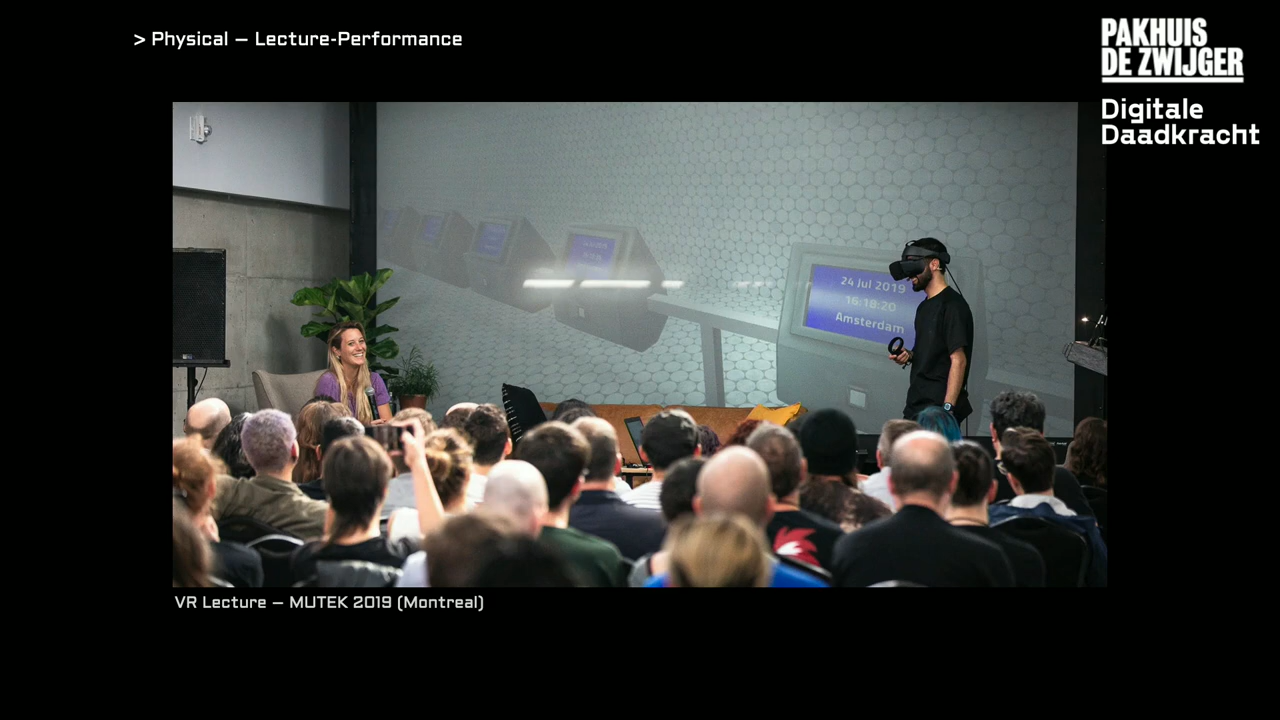 > Physical – Lecture-Performance
PAKHUIS
DE ZWIJGER
Digitale
Daadkracht
24 Jul 2019
16:18:20
Amsterdam
VR Lecture – MUTEK 2019 (Montreal)